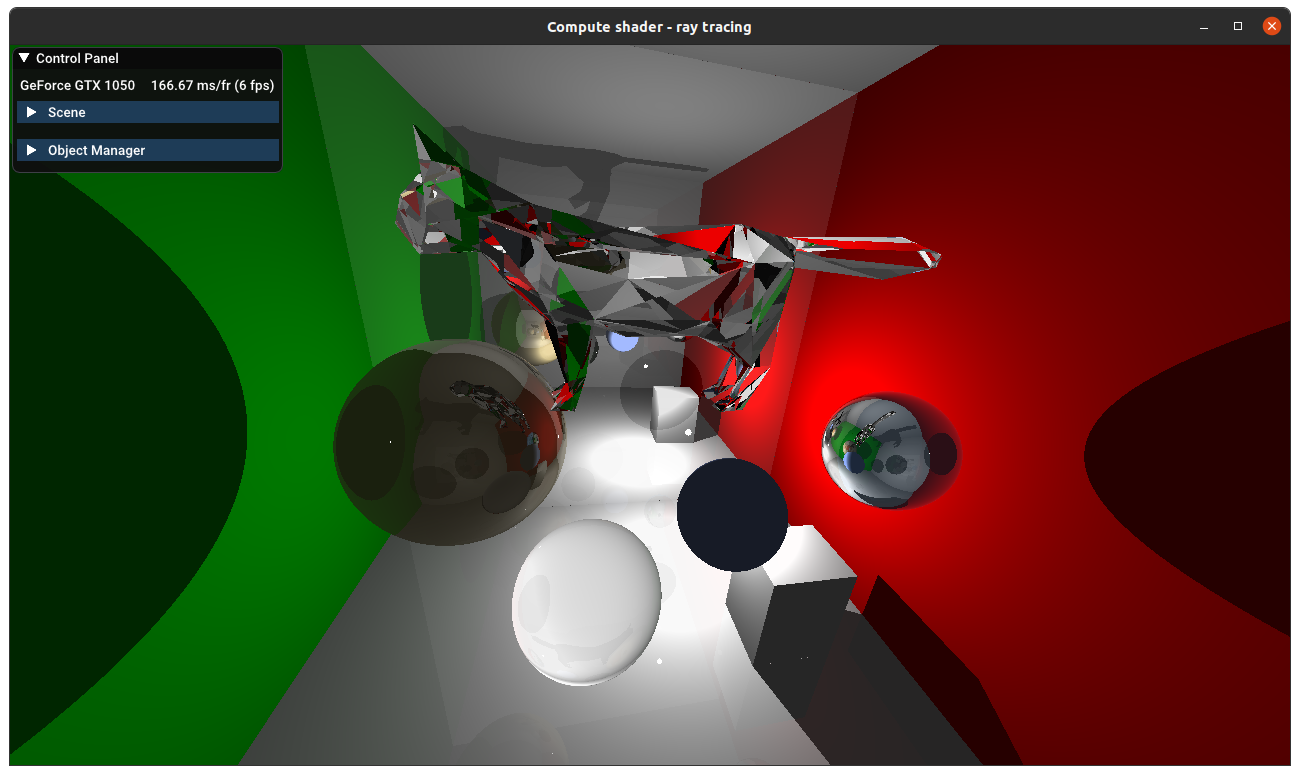 Compute shader - ray tracing
Control Panel
GeForce GTX 1050 166.67 ms/fr (6 fps)
Scene
Object Manager